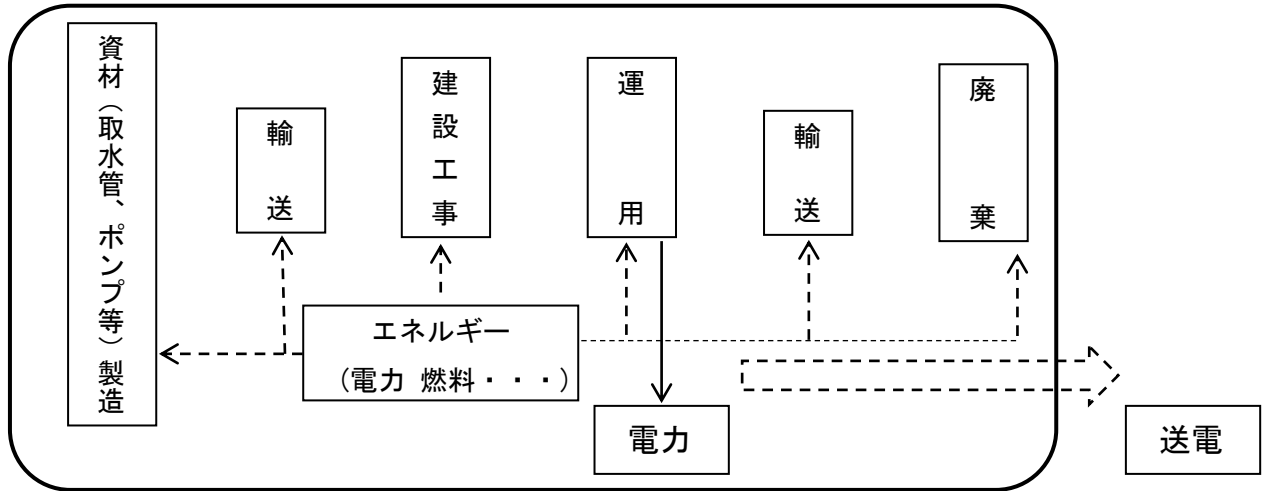 資材（取水管、ポンプ等）製造
輸送
建設工事
運用
輸送
廃棄
エネルギー
（電力 燃料・・・）
電力
送電